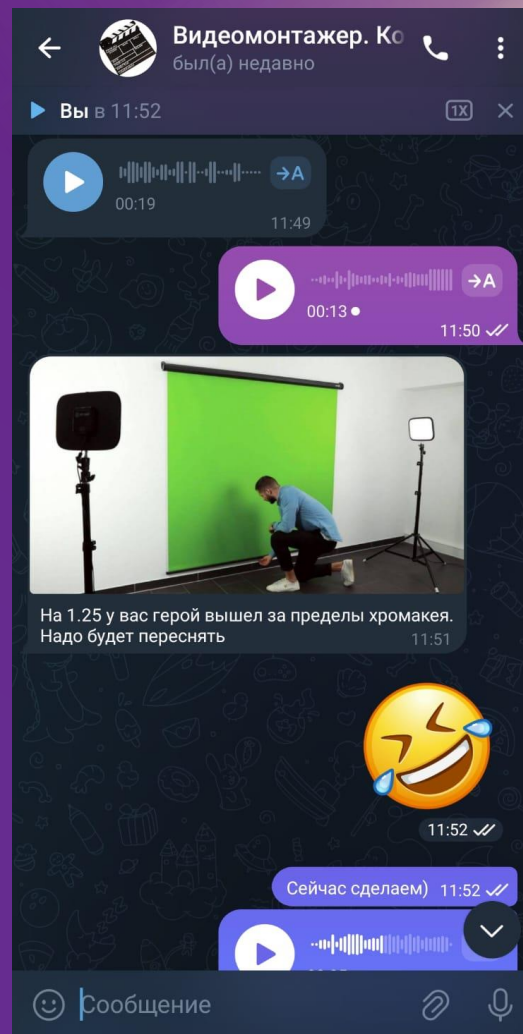 Видеомонтажер. Ко
был(а) недавно
Вы в 11:52
1X
→A
00:19
11:49
→A
00:13
11:50
На 1.25 у вас герой вышел за пределы хромакея.
Надо будет переснять
11:51
11:52
Сейчас сделаем) 11:52
Сообщение